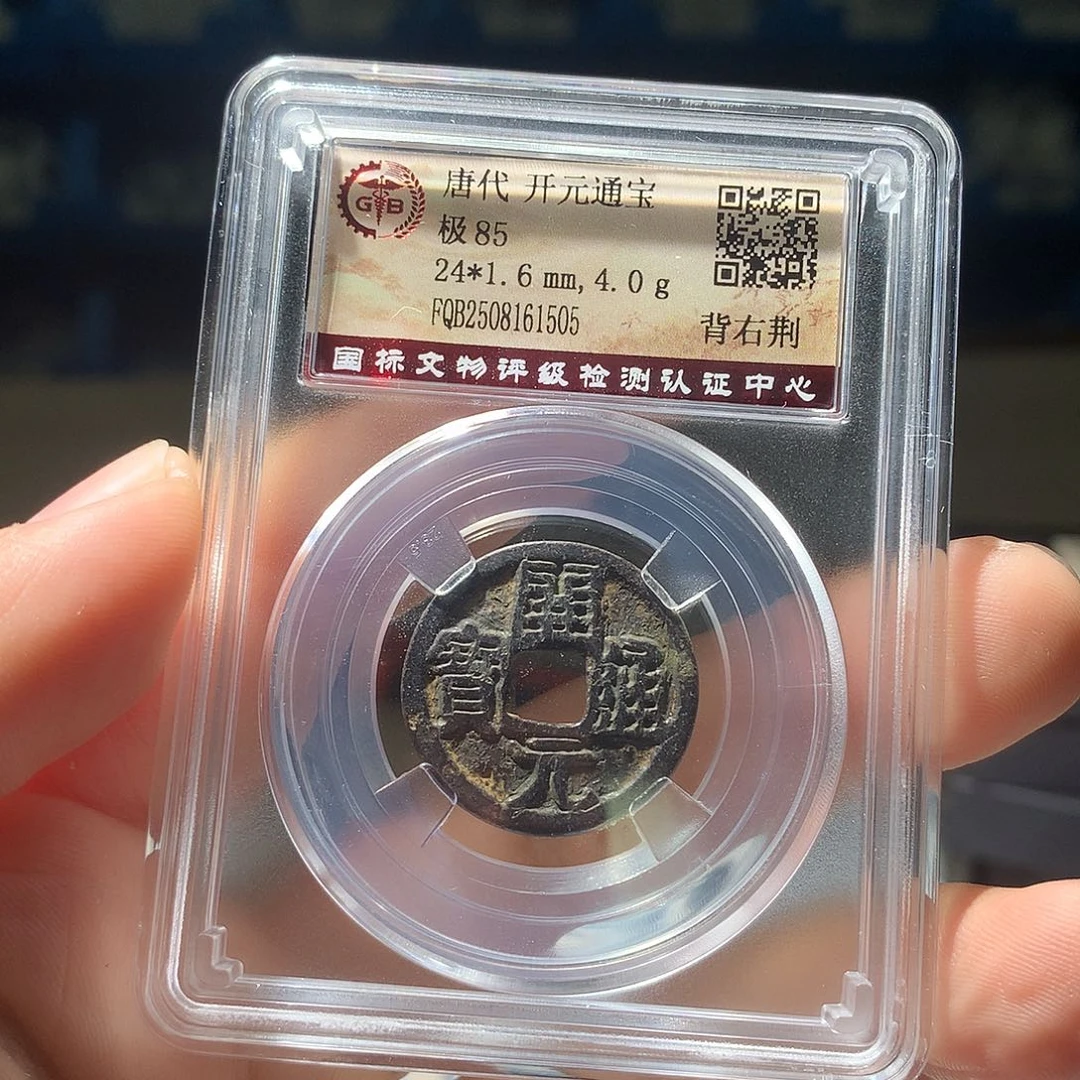 GB
唐代 开元通宝
极85
24*1.6mm,4.0g
FQB2508161505
背右荆
国标文物评级检测认证中心
開
寶 通
元